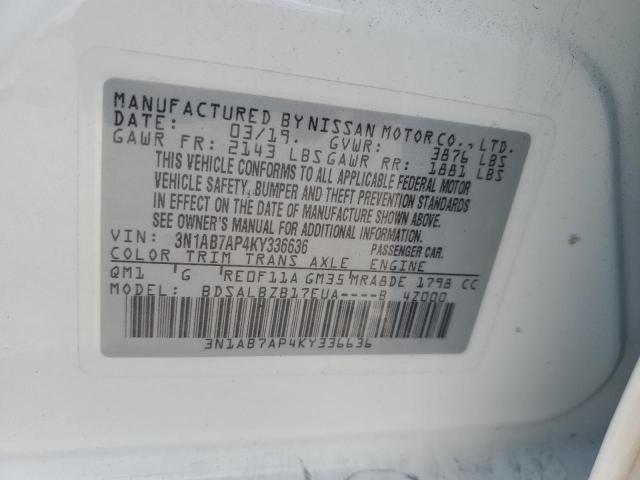 MANUFACTURED BY NISSAN MOTOR CO., LTD.
DATE: 03/19. GVWR: 3876 LBS
GAWR FR: 2143 LBS GAWR RR: 1881 LBS
THIS VEHICLE CONFORMS TO ALL APPLICABLE FEDERAL MOTOR
VEHICLE SAFETY, BUMPER AND THEFT PREVENTION STANDARDS
IN EFFECT ON THE DATE OF MANUFACTURE SHOWN ABOVE.
SEE OWNER'S MANUAL FOR ADDITIONAL INFORMATION.
VIN: 3N1AB7AP4KY336636 PASSENGER CAR.
COLOR TRIM TRANS AXLE ENGINE
QM1 G RE0F11A GM35 MRA8DE 1798 CC
MODEL: BDSALBZB17EUA----B 4Z000
3N1AB7AP4KY336636